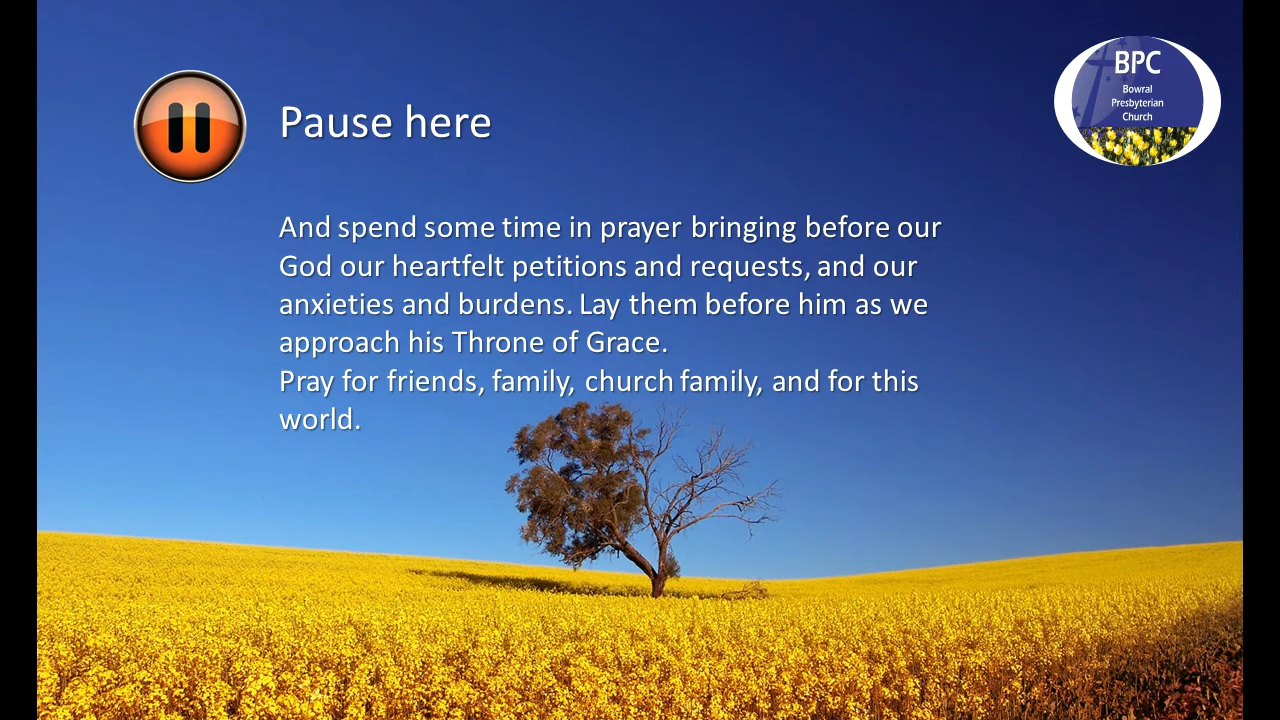 Pause here
BPC
Bowral
Presbyterian
Church
And spend some time in prayer bringing before our
God our heartfelt petitions and requests, and our
anxieties and burdens. Lay them before him as we
approach his Throne of Grace.
Pray for friends, family, church family, and for this
world.